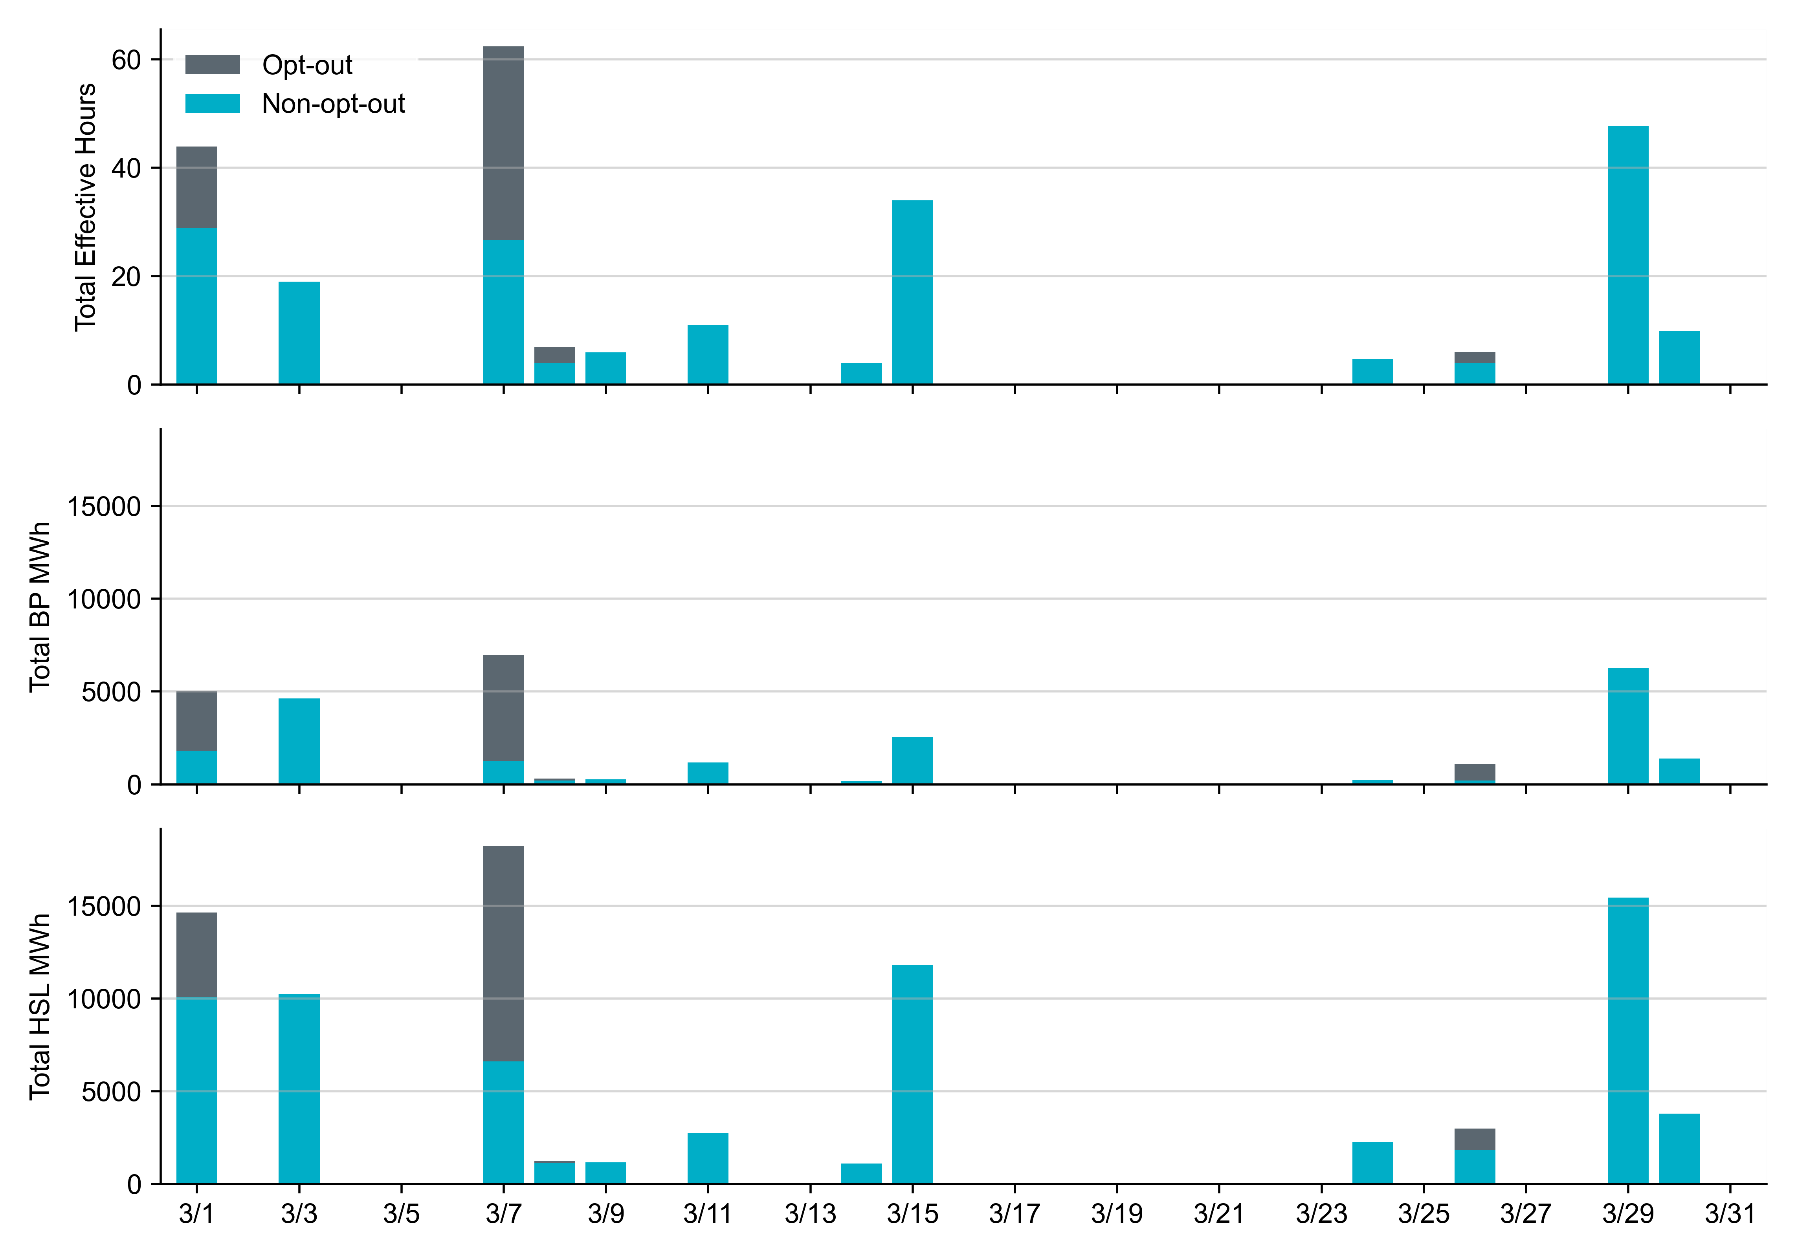 Opt-out
Non-opt-out
Total Effective Hours
60
40
20
0
Total BP MWh
15000
10000
5000
0
Total HSL MWh
15000
10000
5000
0
3/1 3/3 3/5 3/7 3/9 3/11 3/13 3/15 3/17 3/19 3/21 3/23 3/25 3/27 3/29 3/31